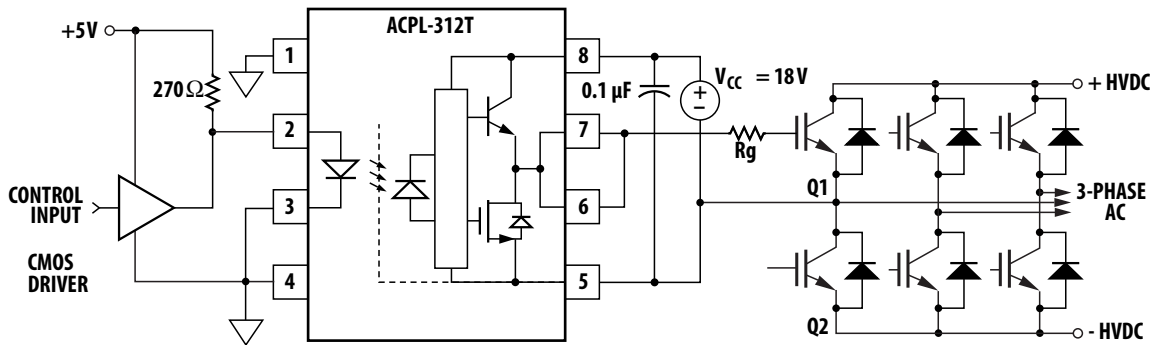 ACPL-312T
+5V
270 Ω
1
2
3
4
8
7
6
5
0.1 µF
VCC = 18V
+
−
Rg
+ HVDC
Q1
3-PHASE
AC
CONTROL
INPUT
CMOS
DRIVER
Q2
- HVDC